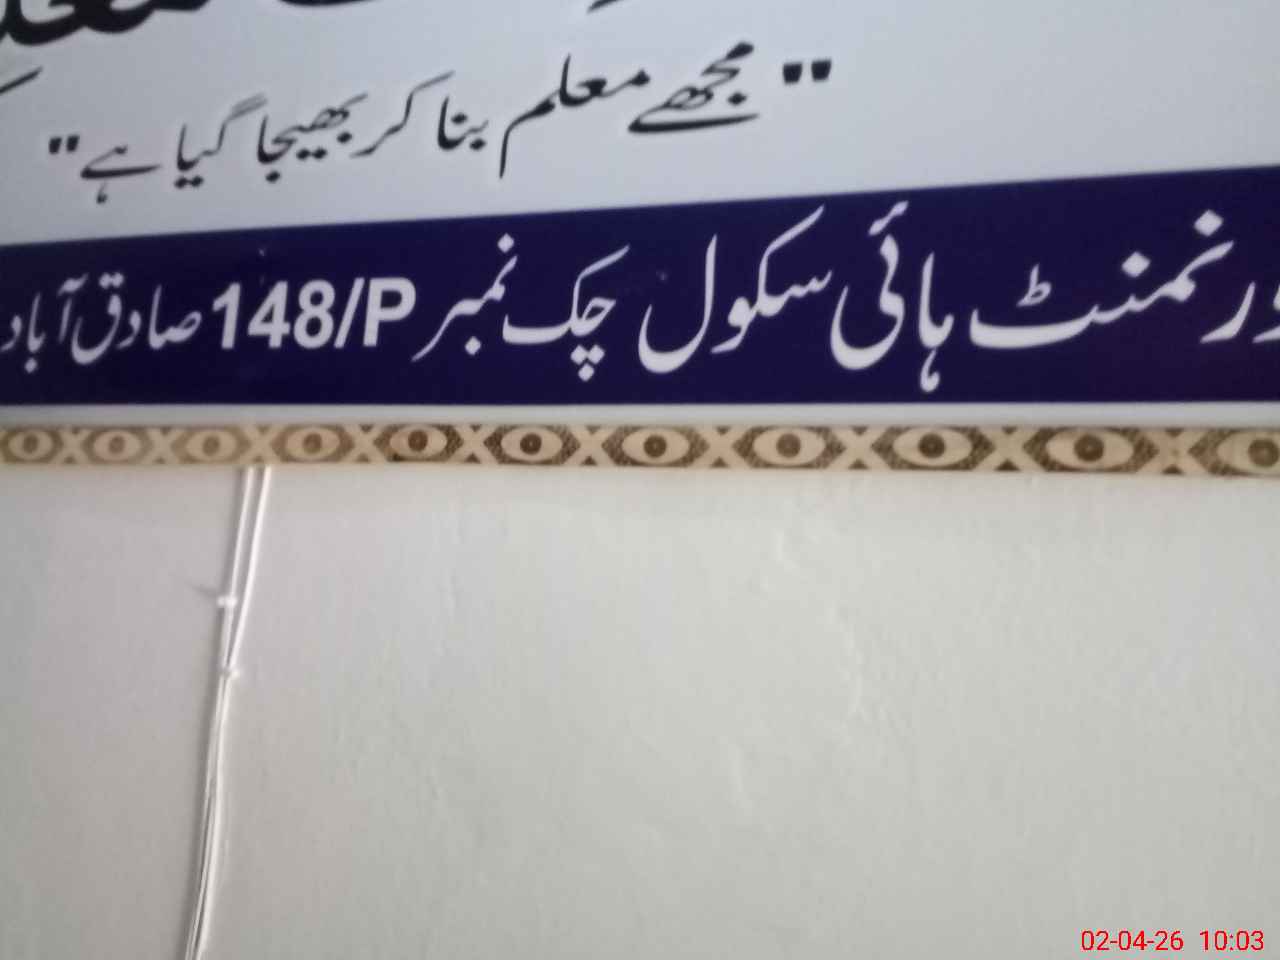 "مجھے معلم بنا کر بھیجا گیا ہے"
ورنمنٹ ہائی سکول چک نمبر 148/P صادق آباد
02-04-26 10:03